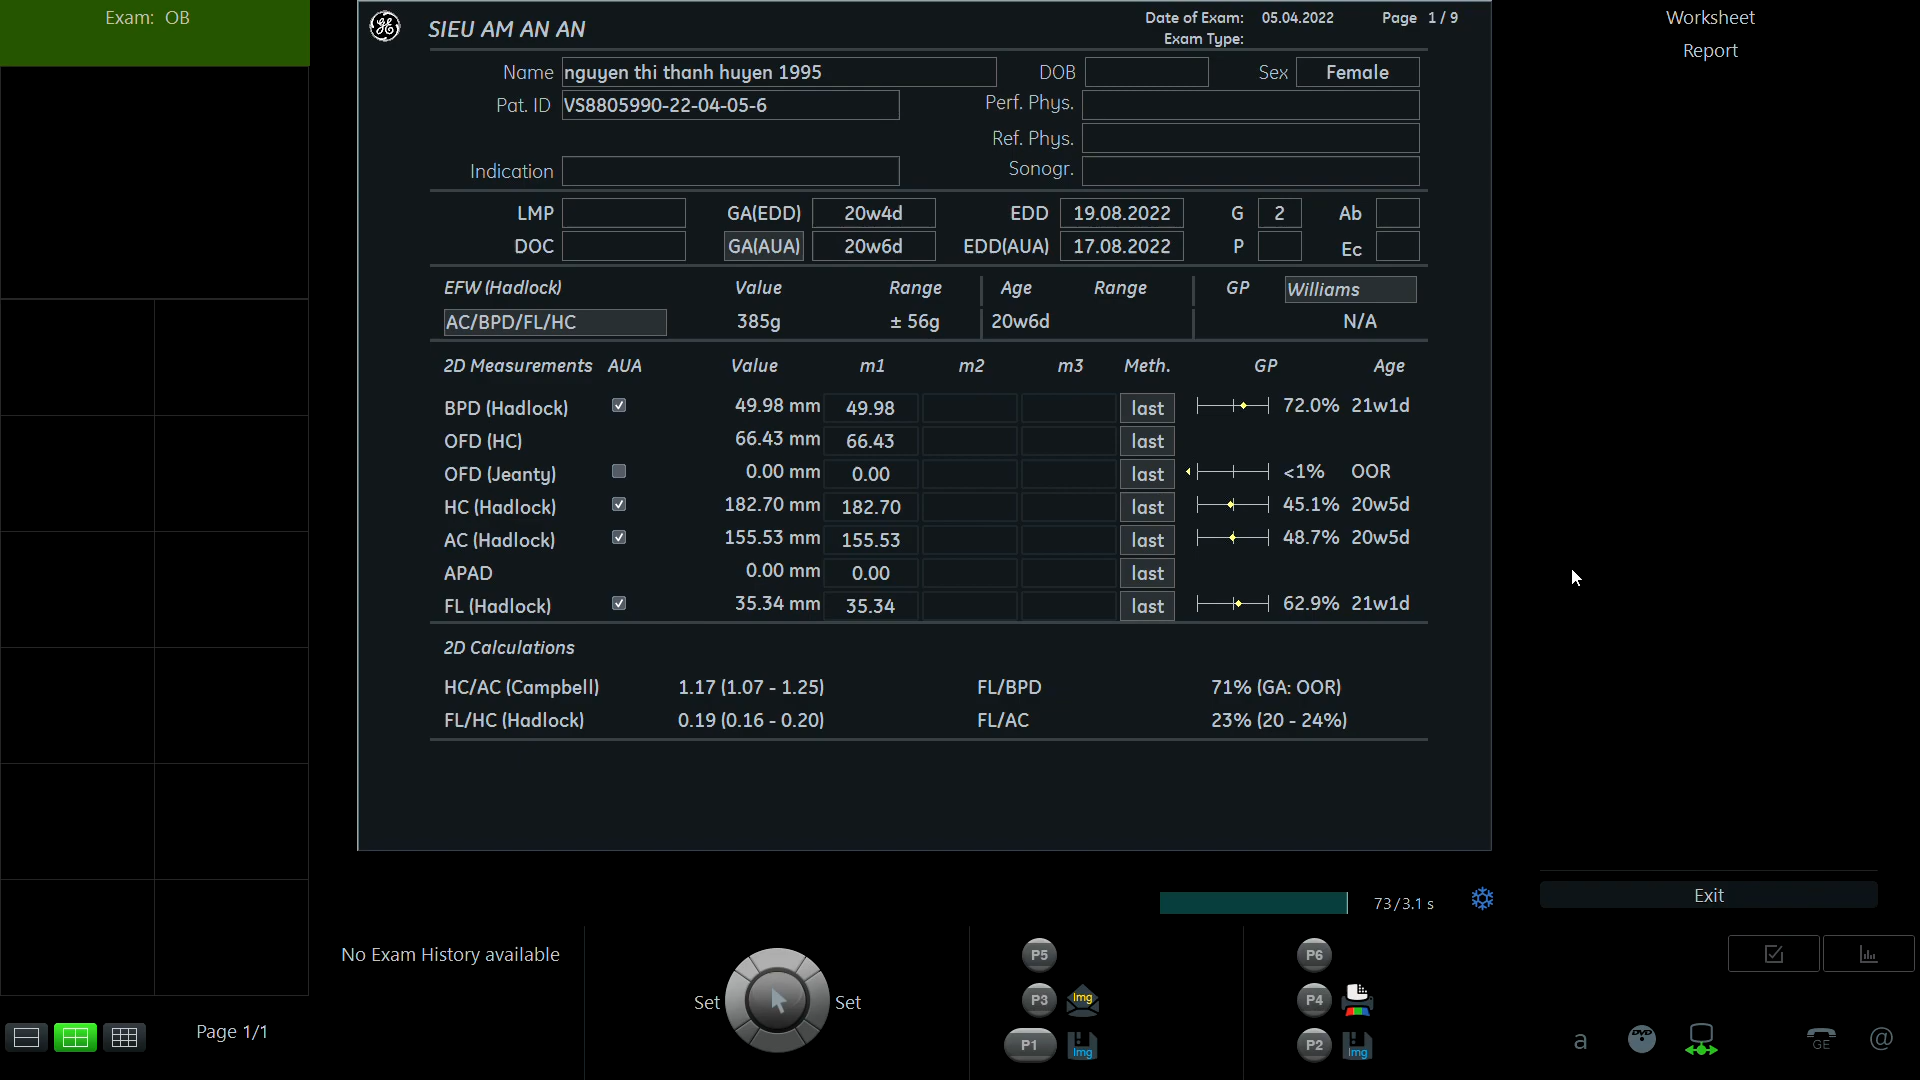 Exam: OB
SIEU AM AN AN
Date of Exam: 05.04.2022 Page 1 / 9
Exam Type:
Worksheet
Report
Name nguyen thi thanh huyen 1995 DOB Sex Female
Pat. ID VS8805990-22-04-05-6 Perf. Phys.
Ref. Phys.
Indication Sonogr.
LMP GA(EDD) 20w4d EDD 19.08.2022 G 2 Ab
DOC GA(AUA) 20w6d EDD(AUA) 17.08.2022 P Ec
EFW (Hadlock) Value Range Age Range GP Williams
AC/BPD/FL/HC 385g ± 56g 20w6d N/A
2D Measurements AUA Value m1 m2 m3 Meth. GP Age
BPD (Hadlock) 49.98 mm 49.98 last 72.0% 21w1d
OFD (HC) 66.43 mm 66.43 last
OFD (Jeanty) 0.00 mm 0.00 last <1% OOR
HC (Hadlock) 182.70 mm 182.70 last 45.1% 20w5d
AC (Hadlock) 155.53 mm 155.53 last 48.7% 20w5d
APAD 0.00 mm 0.00 last
FL (Hadlock) 35.34 mm 35.34 last 62.9% 21w1d
2D Calculations
HC/AC (Campbell) 1.17 (1.07 - 1.25) FL/BPD 71% (GA: OOR)
FL/HC (Hadlock) 0.19 (0.16 - 0.20) FL/AC 23% (20 - 24%)
73/3.1 s
Exit
No Exam History available
Set Set
P5
P3 Img
P1 Img
P6
P4
P2 Img
Page 1/1
a DVD GE @